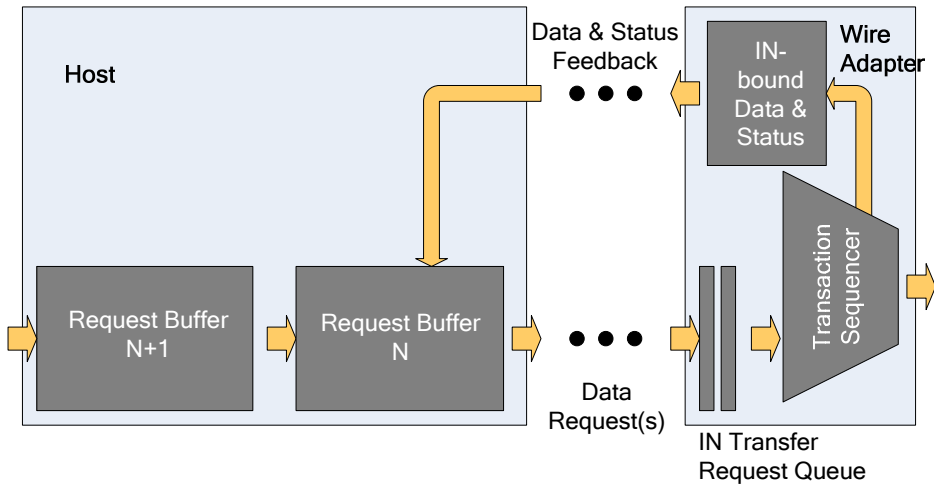 Host
Data & Status
Feedback
IN-
bound
Data &
Status
Wire
Adapter
Request Buffer
N+1
Request Buffer
N
Transaction
Sequencer
Data
Request(s)
IN Transfer
Request Queue